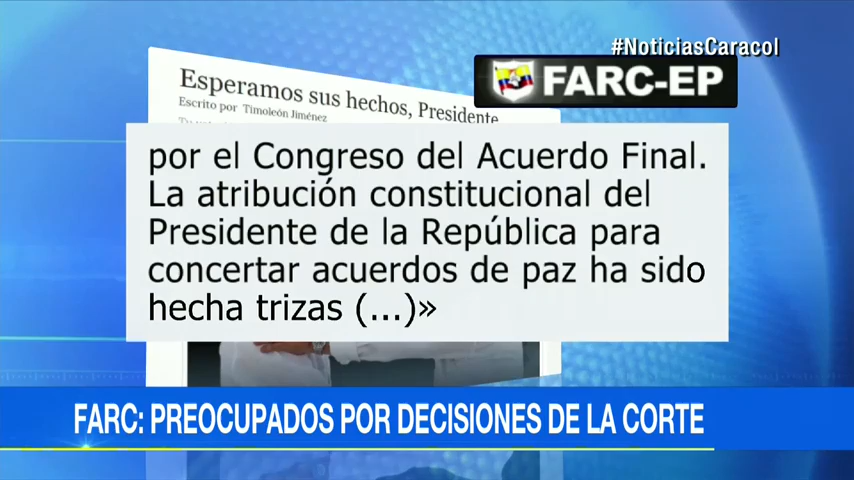 #NoticiasCaracol
FARC-EP
Esperamos sus hechos, Presidente
Escrito por Timoleón Jiménez
por el Congreso del Acuerdo Final.
La atribución constitucional del
Presidente de la República para
concertar acuerdos de paz ha sido
hecha trizas (...)»
FARC: PREOCUPADOS POR DECISIONES DE LA CORTE